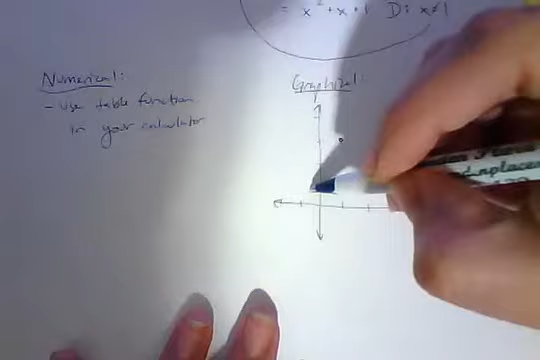 = x² + x + 1 D: x≠1
Numerical:
- Use table function
in your calculator
Graphical: